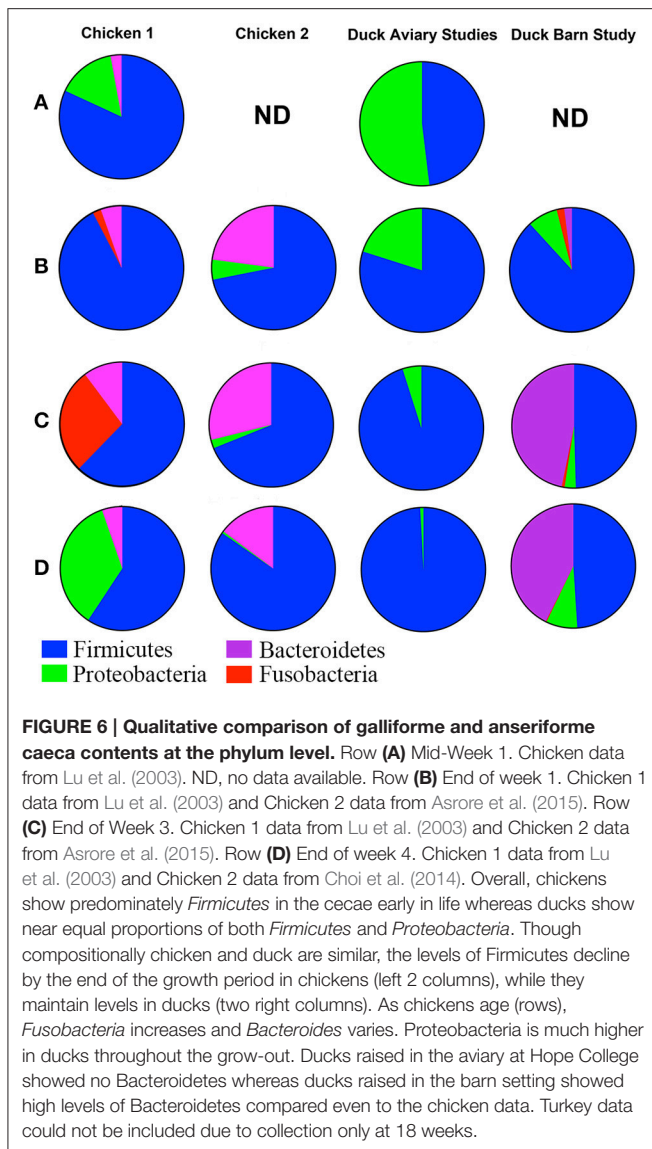 Chicken 1 Chicken 2 Duck Aviary Studies Duck Barn Study
A ND ND
B
C
D
Firmicutes Bacteroidetes
Proteobacteria Fusobacteria
FIGURE 6 | Qualitative comparison of galliforme and anseriforme
caeca contents at the phylum level. Row (A) Mid-Week 1. Chicken data
from Lu et al. (2003). ND, no data available. Row (B) End of week 1. Chicken 1
data from Lu et al. (2003) and Chicken 2 data from Asrore et al. (2015). Row
(C) End of Week 3. Chicken 1 data from Lu et al. (2003) and Chicken 2 data
from Asrore et al. (2015). Row (D) End of week 4. Chicken 1 data from Lu
et al. (2003) and Chicken 2 data from Choi et al. (2014). Overall, chickens
show predominately Firmicutes in the cecae early in life whereas ducks show
near equal proportions of both Firmicutes and Proteobacteria. Though
compositionally chicken and duck are similar, the levels of Firmicutes decline
by the end of the growth period in chickens (left 2 columns), while they
maintain levels in ducks (two right columns). As chickens age (rows),
Fusobacteria increases and Bacteroides varies. Proteobacteria is much higher
in ducks throughout the grow-out. Ducks raised in the aviary at Hope College
showed no Bacteroidetes whereas ducks raised in the barn setting showed
high levels of Bacteroidetes compared even to the chicken data. Turkey data
could not be included due to collection only at 18 weeks.